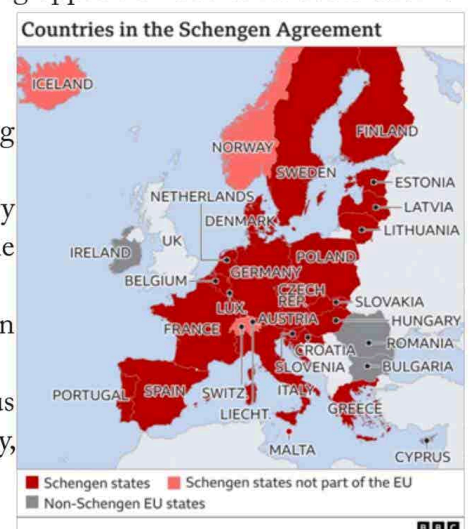 Countries in the Schengen Agreement
ICELAND
FINLAND
NORWAY
SWEDEN
NETHERLANDS
ESTONIA
DENMARK
LATVIA
LITHUANIA
UK
IRELAND
POLAND
BELGIUM
GERMANY
CZECH
REP.
LUX.
SLOVAKIA
AUSTRIA
HUNGARY
FRANCE
ROMANIA
CROATIA
SLOVENIA
BULGARIA
PORTUGAL
SPAIN
SWITZ.
ITALY
GREECE
LIECHT.
MALTA
CYPRUS
Schengen states
Schengen states not part of the EU
Non-Schengen EU states
BBC